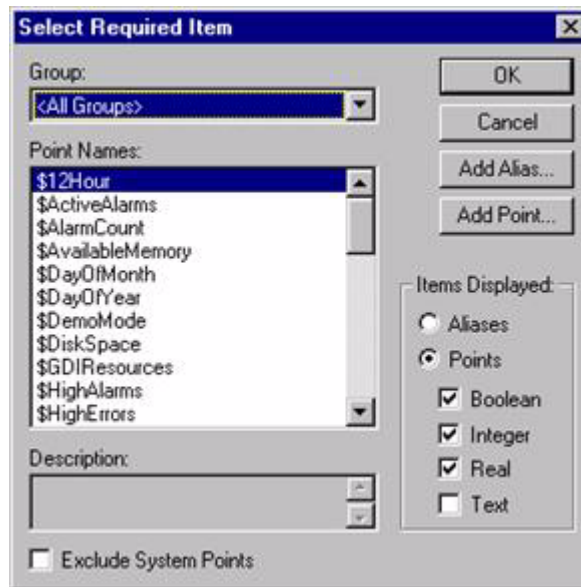 Select Required Item
Group:
<All Groups>
OK
Cancel
Point Names:
Add Alias...
Add Point...
$12Hour
$ActiveAlarms
$AlarmCount
$AvailableMemory
$DayOfMonth
$DayOfYear
$DemoMode
$DiskSpace
$GDIResources
$HighAlarms
$HighErrors
Items Displayed:
Aliases
Points
Boolean
Integer
Real
Text
Description:
Exclude System Points